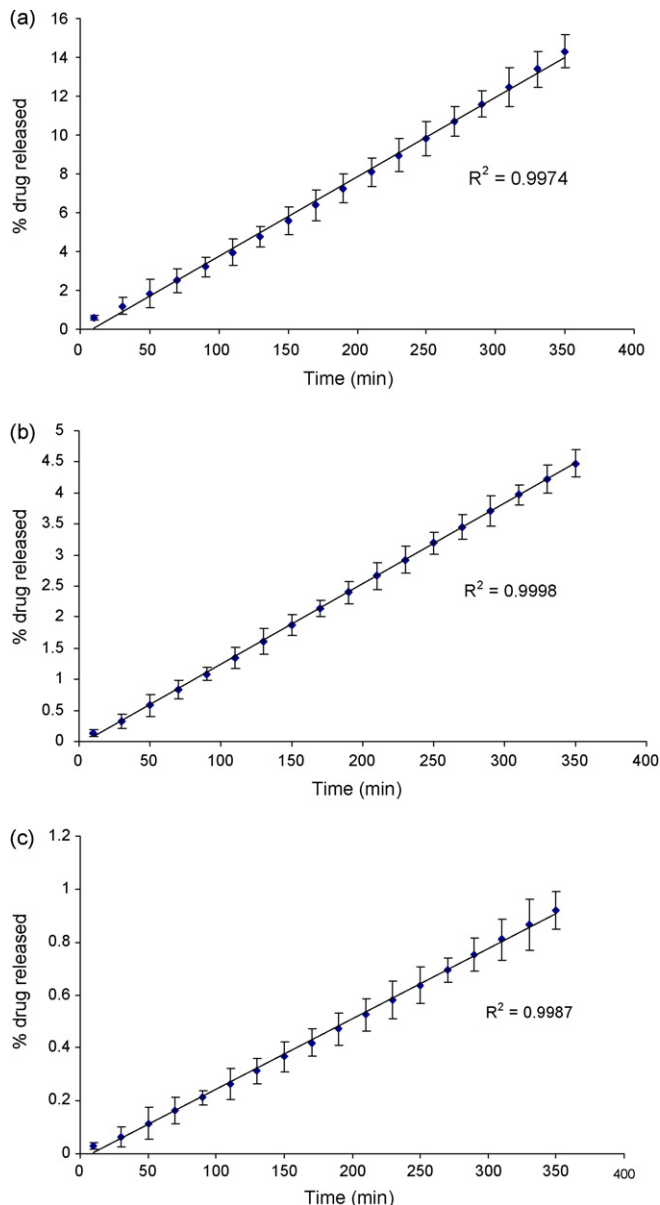 (a)
16
14
12
10
8
6
4
2
0
% drug released
R² = 0.9974
0 50 100 150 200 250 300 350 400
Time (min)
(b)
5
4.5
4
3.5
3
2.5
2
1.5
1
0.5
0
% drug released
R² = 0.9998
0 50 100 150 200 250 300 350 400
Time (min)
(c)
1.2
1
0.8
0.6
0.4
0.2
0
% drug released
R² = 0.9987
0 50 100 150 200 250 300 350 400
Time (min)